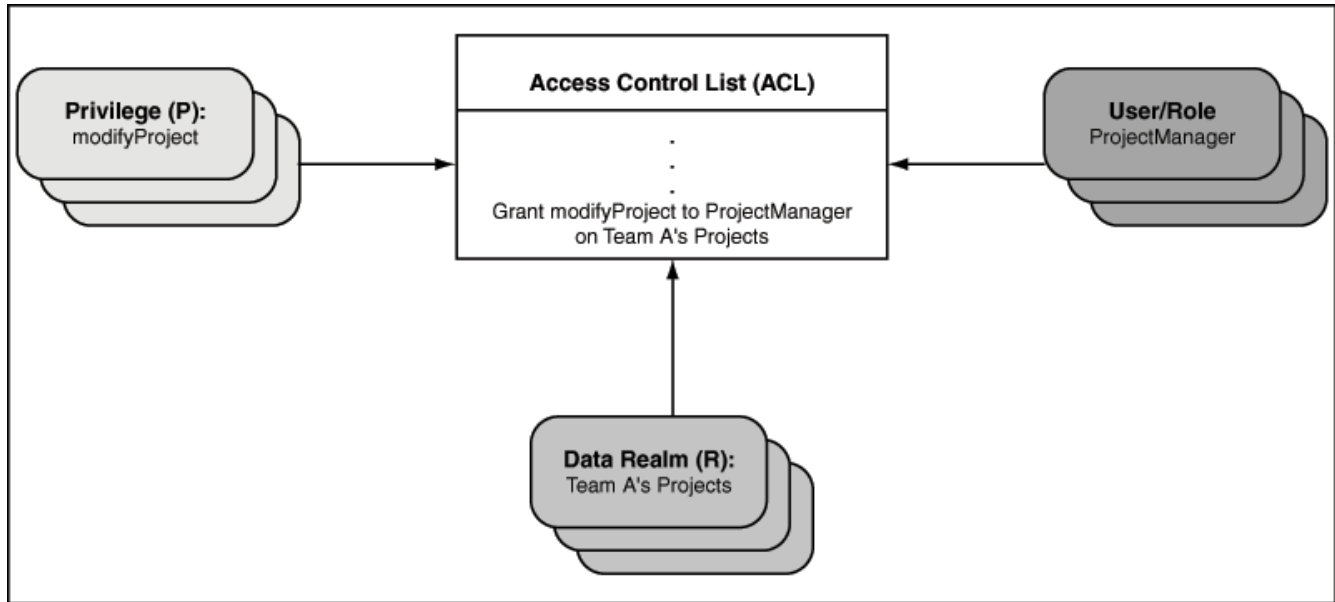 Access Control List (ACL)
Privilege (P):
modifyProject
User/Role
ProjectManager
.
.
.
Grant modifyProject to ProjectManager
on Team A's Projects
Data Realm (R):
Team A's Projects